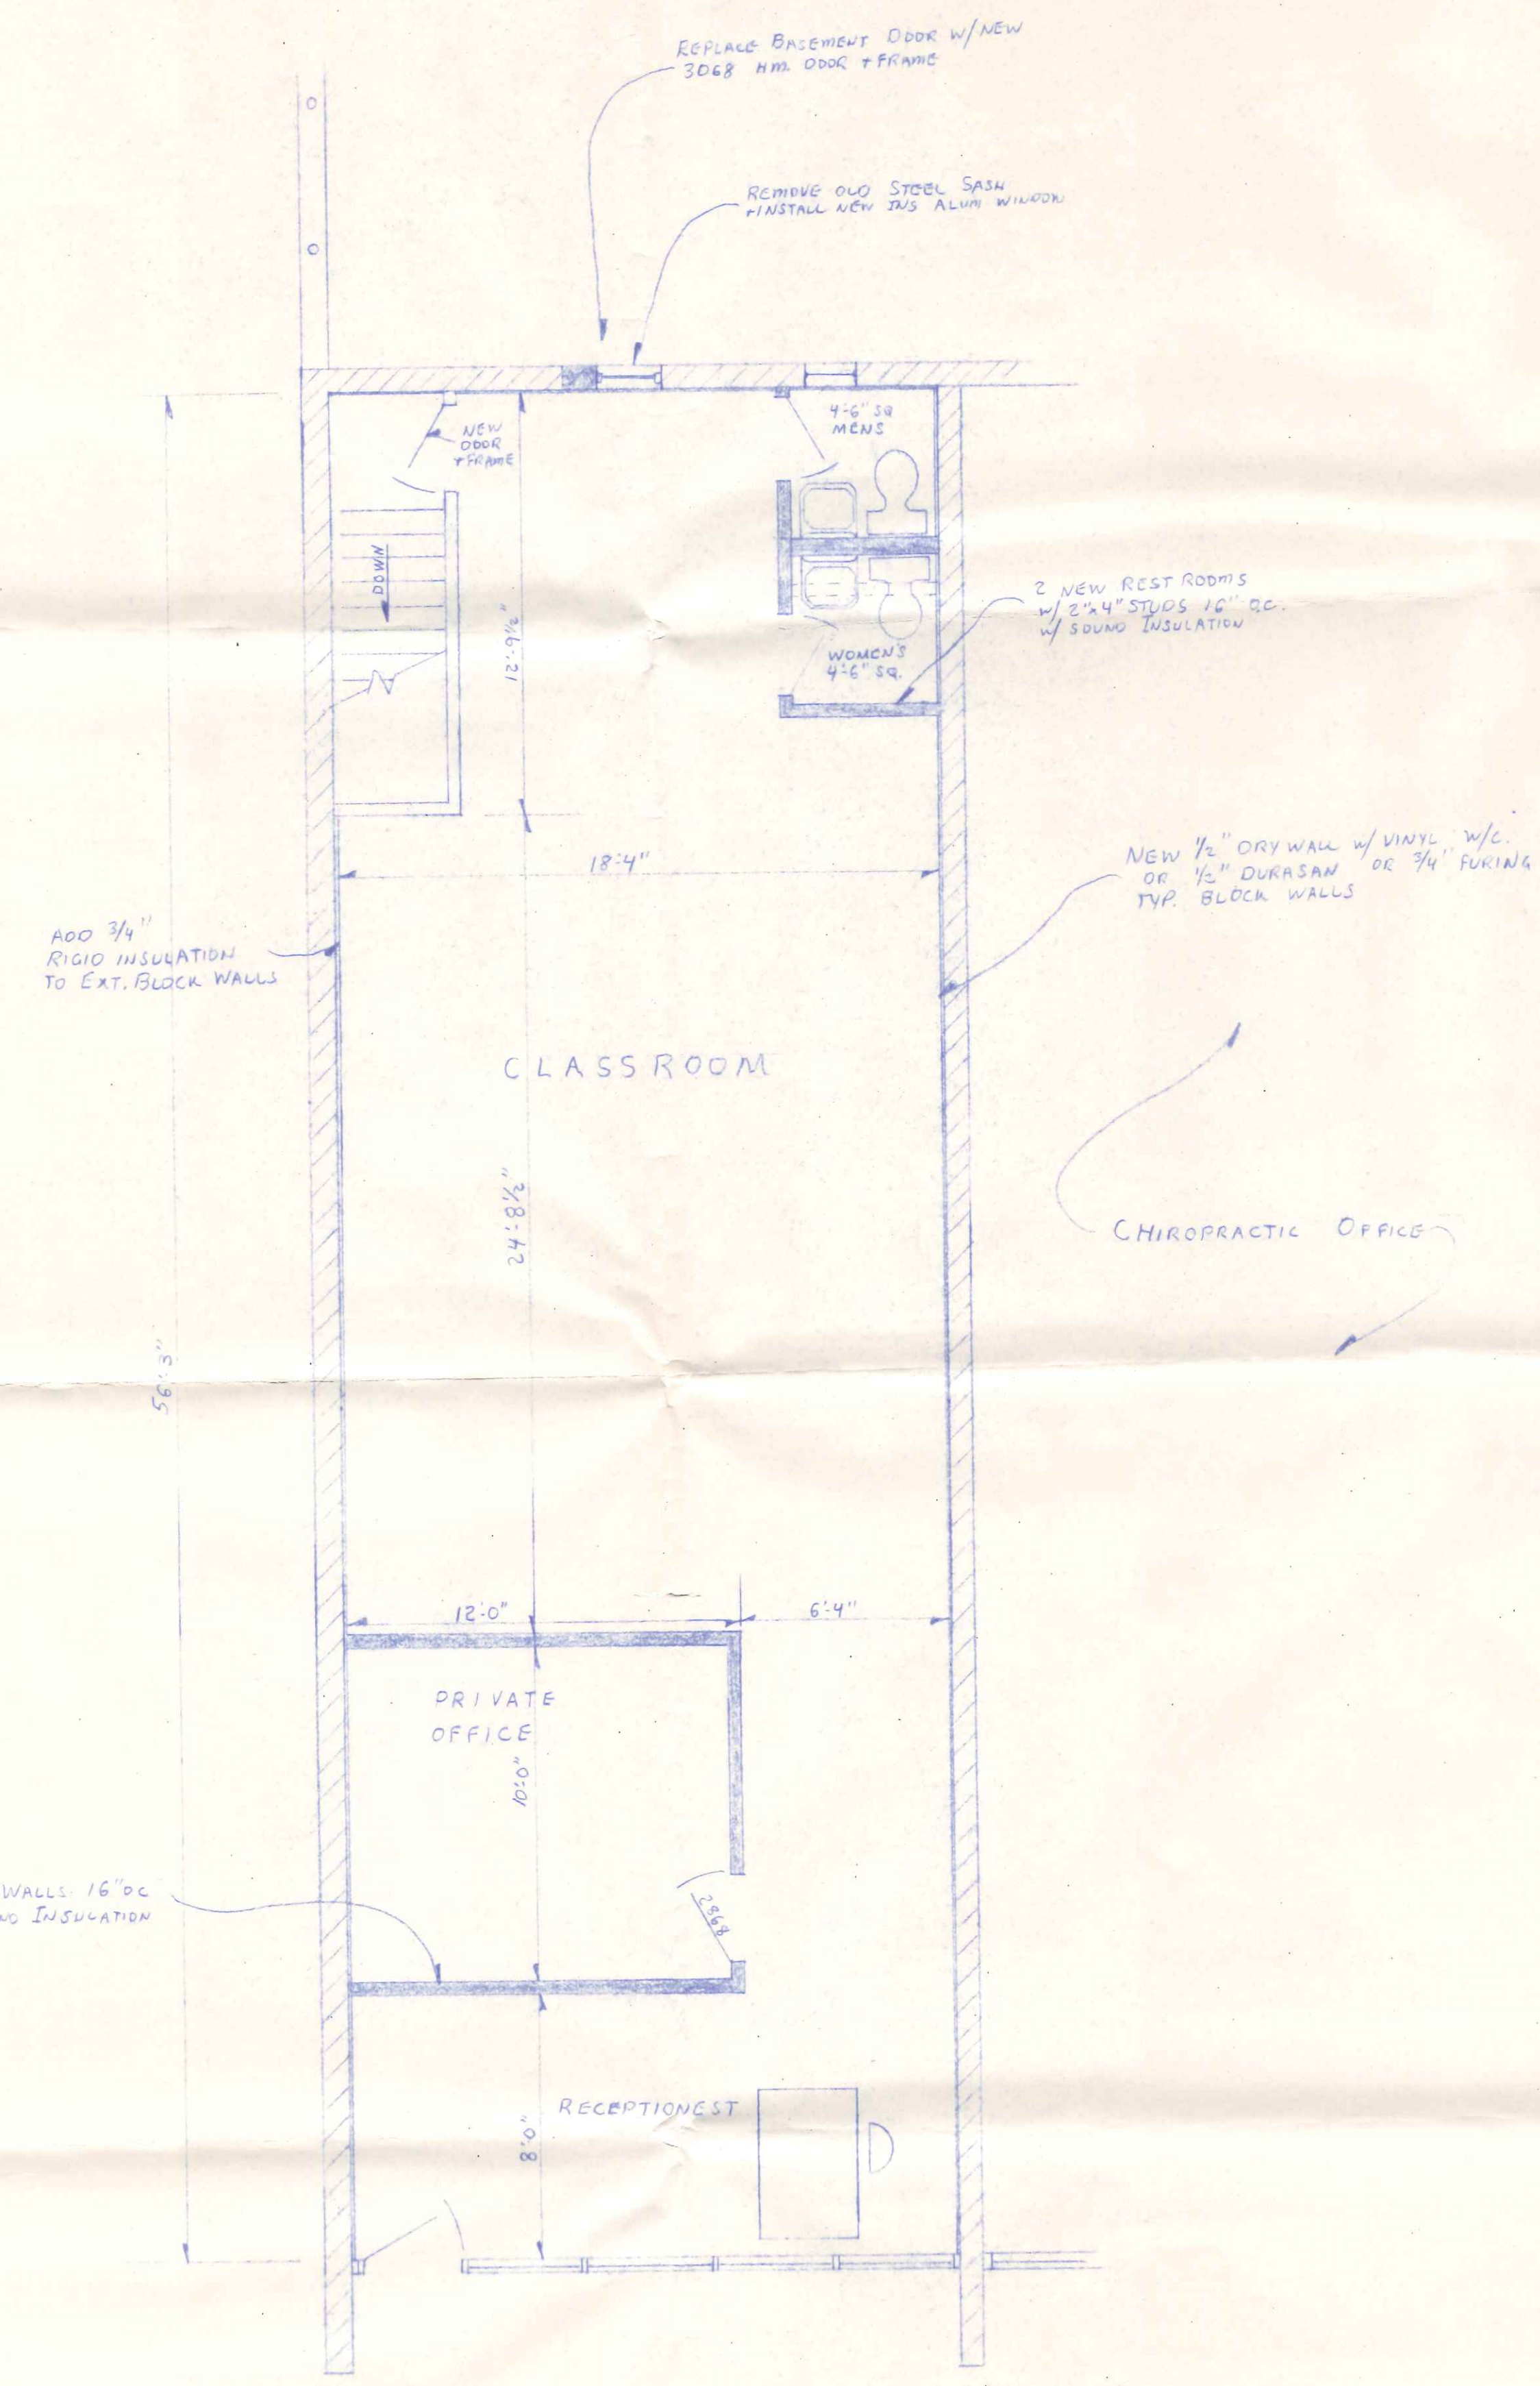 REPLACE BASEMENT DOOR W/NEW
3068 HM. DOOR + FRAME
REMOVE OLD STEEL SASH
+INSTALL NEW INS ALUM WINDOW
4'-6" SQ
MENS
NEW
DOOR
+FRAME
DOWN
12'-9½"
2 NEW REST ROOMS
W/ 2"x4" STUDS 16" O.C.
W/ SOUND INSULATION
WOMEN'S
4'-6" SQ.
18'-4"
NEW ½" DRYWALL W/ VINYL W/C.
OR ½" DURASAN OR ¾" FURING
TYP. BLOCK WALLS
ADD ¾"
RIGID INSULATION
TO EXT. BLOCK WALLS
CLASSROOM
24'-8½"
CHIROPRACTIC OFFICE
56'-3"
12'-0"
6'-4"
PRIVATE
OFFICE
10'-0"
WALLS 16" OC
INSULATION
2868
RECEPTIONEST
8'-0"